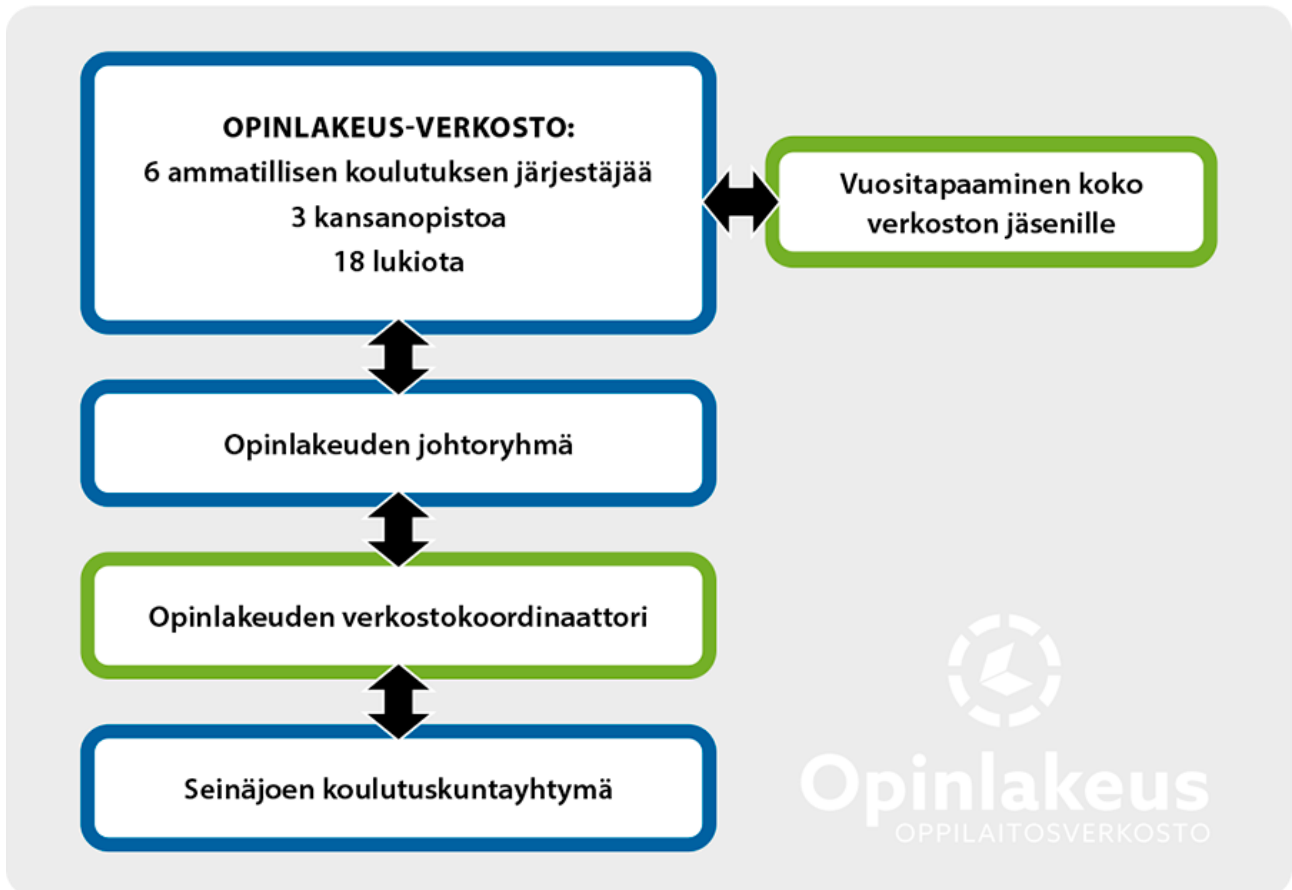 OPINLAKEUS-VERKOSTO:
6 ammatillisen koulutuksen järjestäjää
3 kansanopistoa
18 lukiota
Vuositapaaminen koko
verkoston jäsenille
Opinlakeuden johtoryhmä
Opinlakeuden verkostokoordinaattori
Seinäjoen koulutuskuntayhtymä
Opinlakeus
OPPILAITOSVERKOSTO